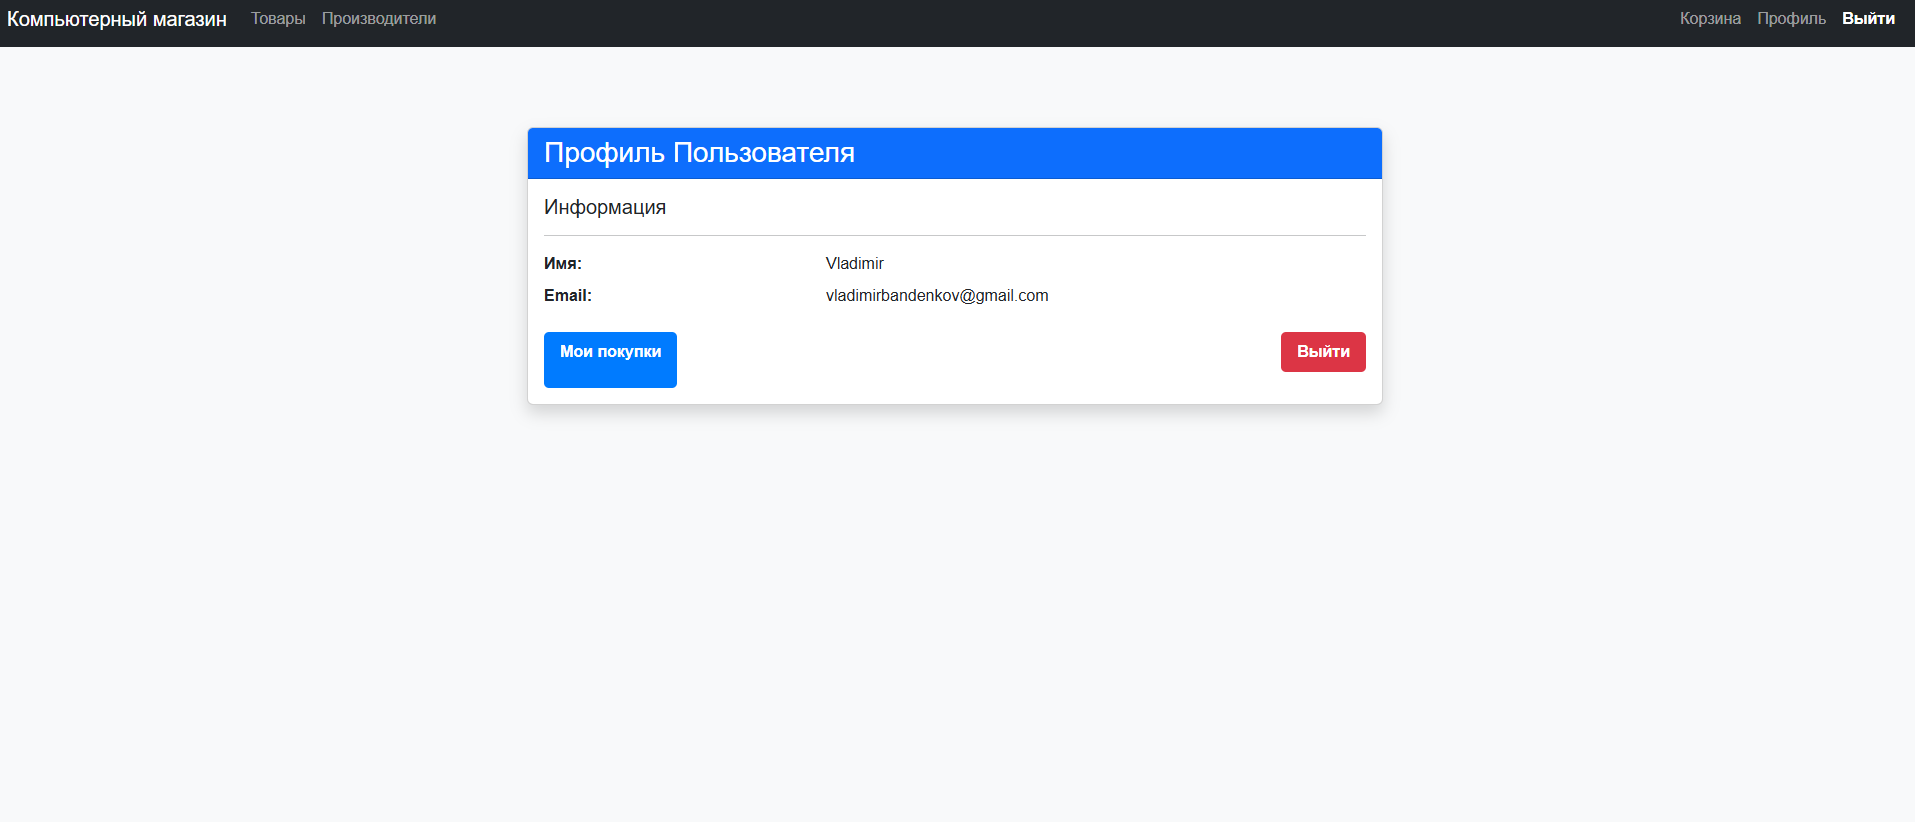 Компьютерный магазин Товары Производители Корзина Профиль Выйти
Профиль Пользователя
Информация
Имя: Vladimir
Email: vladimirbandenkov@gmail.com
Мои покупки Выйти